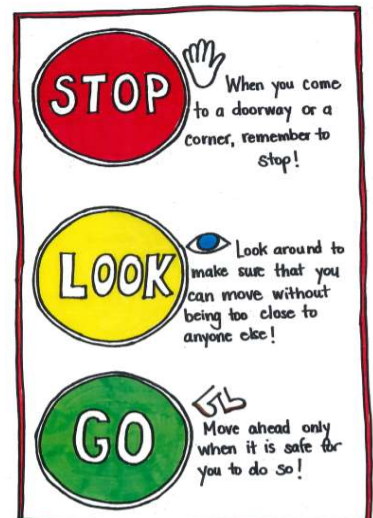 STOP
When you come
to a doorway or a
corner, remember to
stop!
LOOK
Look around to
make sure that you
can move without
being too close to
anyone else!
GO
Move ahead only
when it is safe for
you to do so!